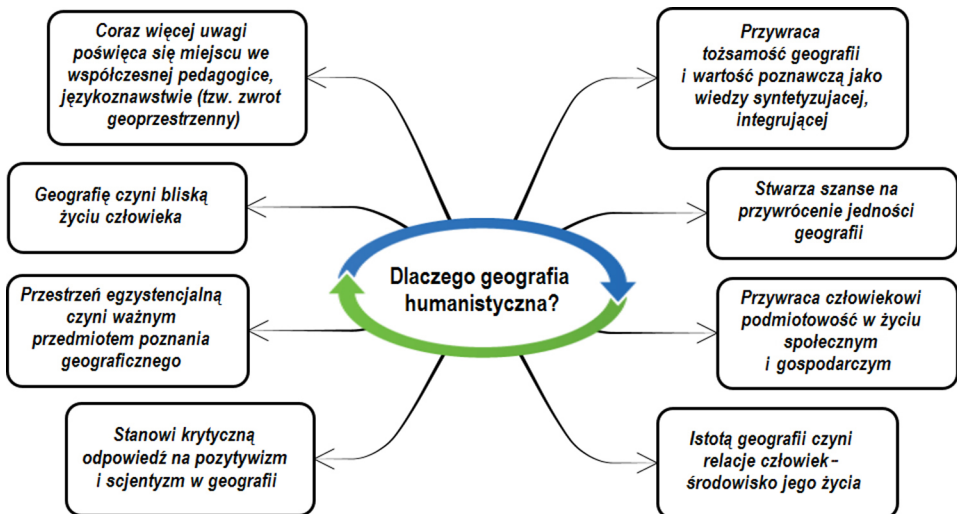 Coraz więcej uwagi
poświęca się miejscu we
współczesnej pedagogice,
językoznawstwie (tzw. zwrot
geoprzestrzenny)
Przywraca
tożsamość geografii
i wartość poznawczą jako
wiedzy syntetyzujacej,
integrującej
Geografię czyni bliską
życiu człowieka
Stwarza szanse na
przywrócenie jedności
geografii
Dlaczego geografia
humanistyczna?
Przestrzeń egzystencjalną
czyni ważnym
przedmiotem poznania
geograficznego
Przywraca człowiekowi
podmiotowość w życiu
społecznym
i gospodarczym
Stanowi krytyczną
odpowiedź na pozytywizm
i scjentyzm w geografii
Istotą geografii czyni
relacje człowiek–
środowisko jego życia